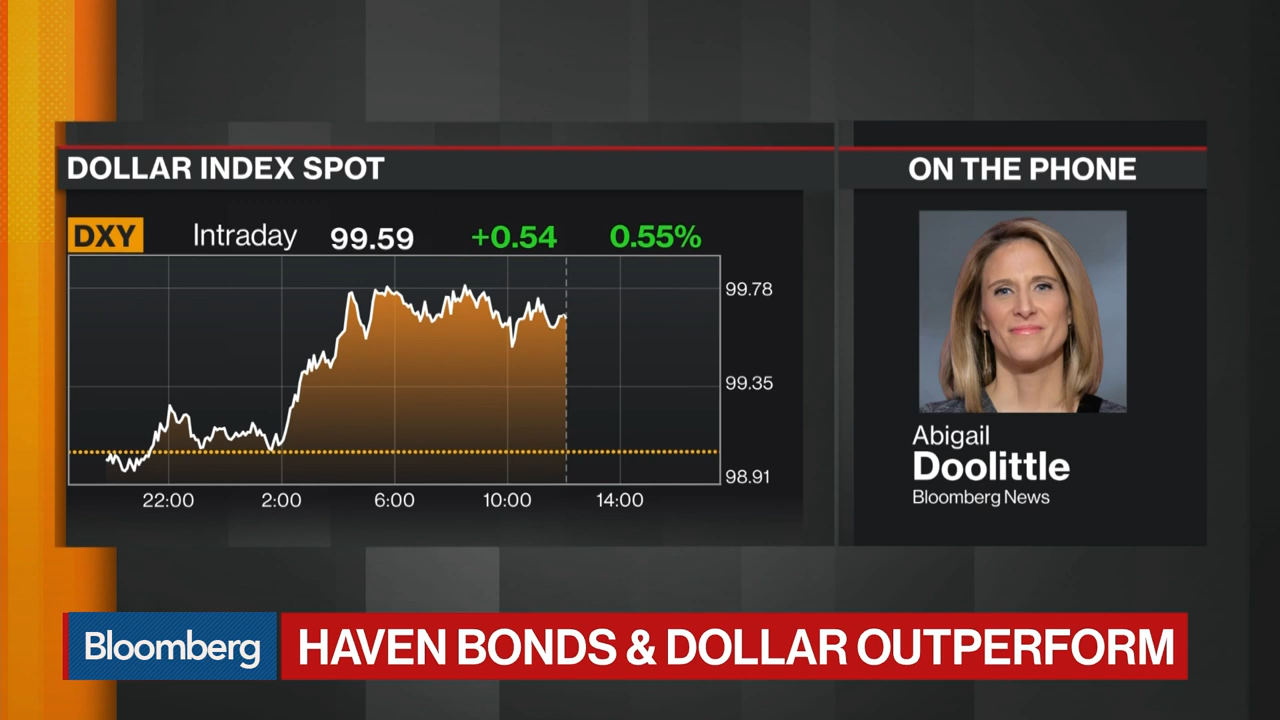 DOLLAR INDEX SPOT
DXY Intraday 99.59 +0.54 0.55%
99.78
99.35
98.91
22:00 2:00 6:00 10:00 14:00
ON THE PHONE
Abigail
Doolittle
Bloomberg News
Bloomberg
HAVEN BONDS & DOLLAR OUTPERFORM